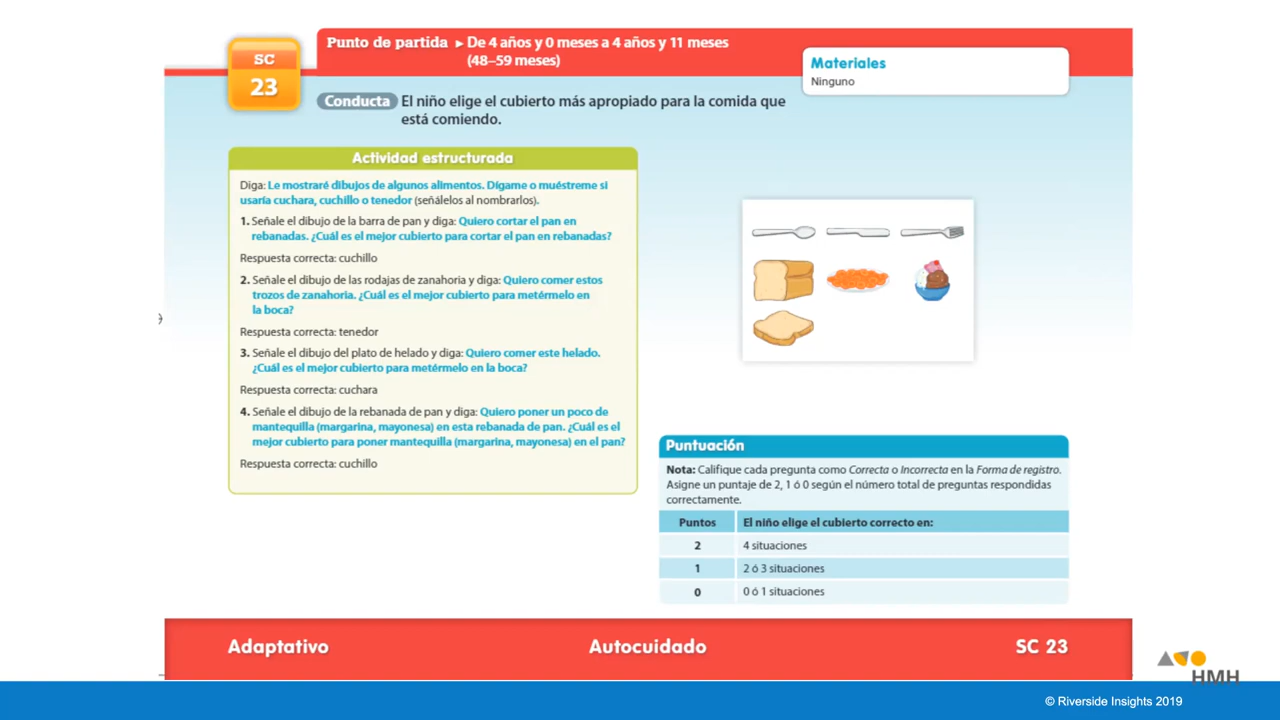 SC
23
Punto de partida ▸ De 4 años y 0 meses a 4 años y 11 meses
(48–59 meses)
Materiales
Ninguno
Conducta El niño elige el cubierto más apropiado para la comida que
está comiendo.
Actividad estructurada
Diga: Le mostraré dibujos de algunos alimentos. Dígame o muéstreme si
usaría cuchara, cuchillo o tenedor (señálelos al nombrarlos).
1. Señale el dibujo de la barra de pan y diga: Quiero cortar el pan en
rebanadas. ¿Cuál es el mejor cubierto para cortar el pan en rebanadas?
Respuesta correcta: cuchillo
2. Señale el dibujo de las rodajas de zanahoria y diga: Quiero comer estos
trozos de zanahoria. ¿Cuál es el mejor cubierto para metérmelo en
la boca?
Respuesta correcta: tenedor
3. Señale el dibujo del plato de helado y diga: Quiero comer este helado.
¿Cuál es el mejor cubierto para metérmelo en la boca?
Respuesta correcta: cuchara
4. Señale el dibujo de la rebanada de pan y diga: Quiero poner un poco de
mantequilla (margarina, mayonesa) en esta rebanada de pan. ¿Cuál es el
mejor cubierto para poner mantequilla (margarina, mayonesa) en el pan?
Respuesta correcta: cuchillo
Puntuación
Nota: Califique cada pregunta como Correcta o Incorrecta en la Forma de registro.
Asigne un puntaje de 2, 1 ó 0 según el número total de preguntas respondidas
correctamente.
Puntos El niño elige el cubierto correcto en:
2 4 situaciones
1 2 ó 3 situaciones
0 0 ó 1 situaciones
Adaptativo Autocuidado SC 23
HMH
© Riverside Insights 2019